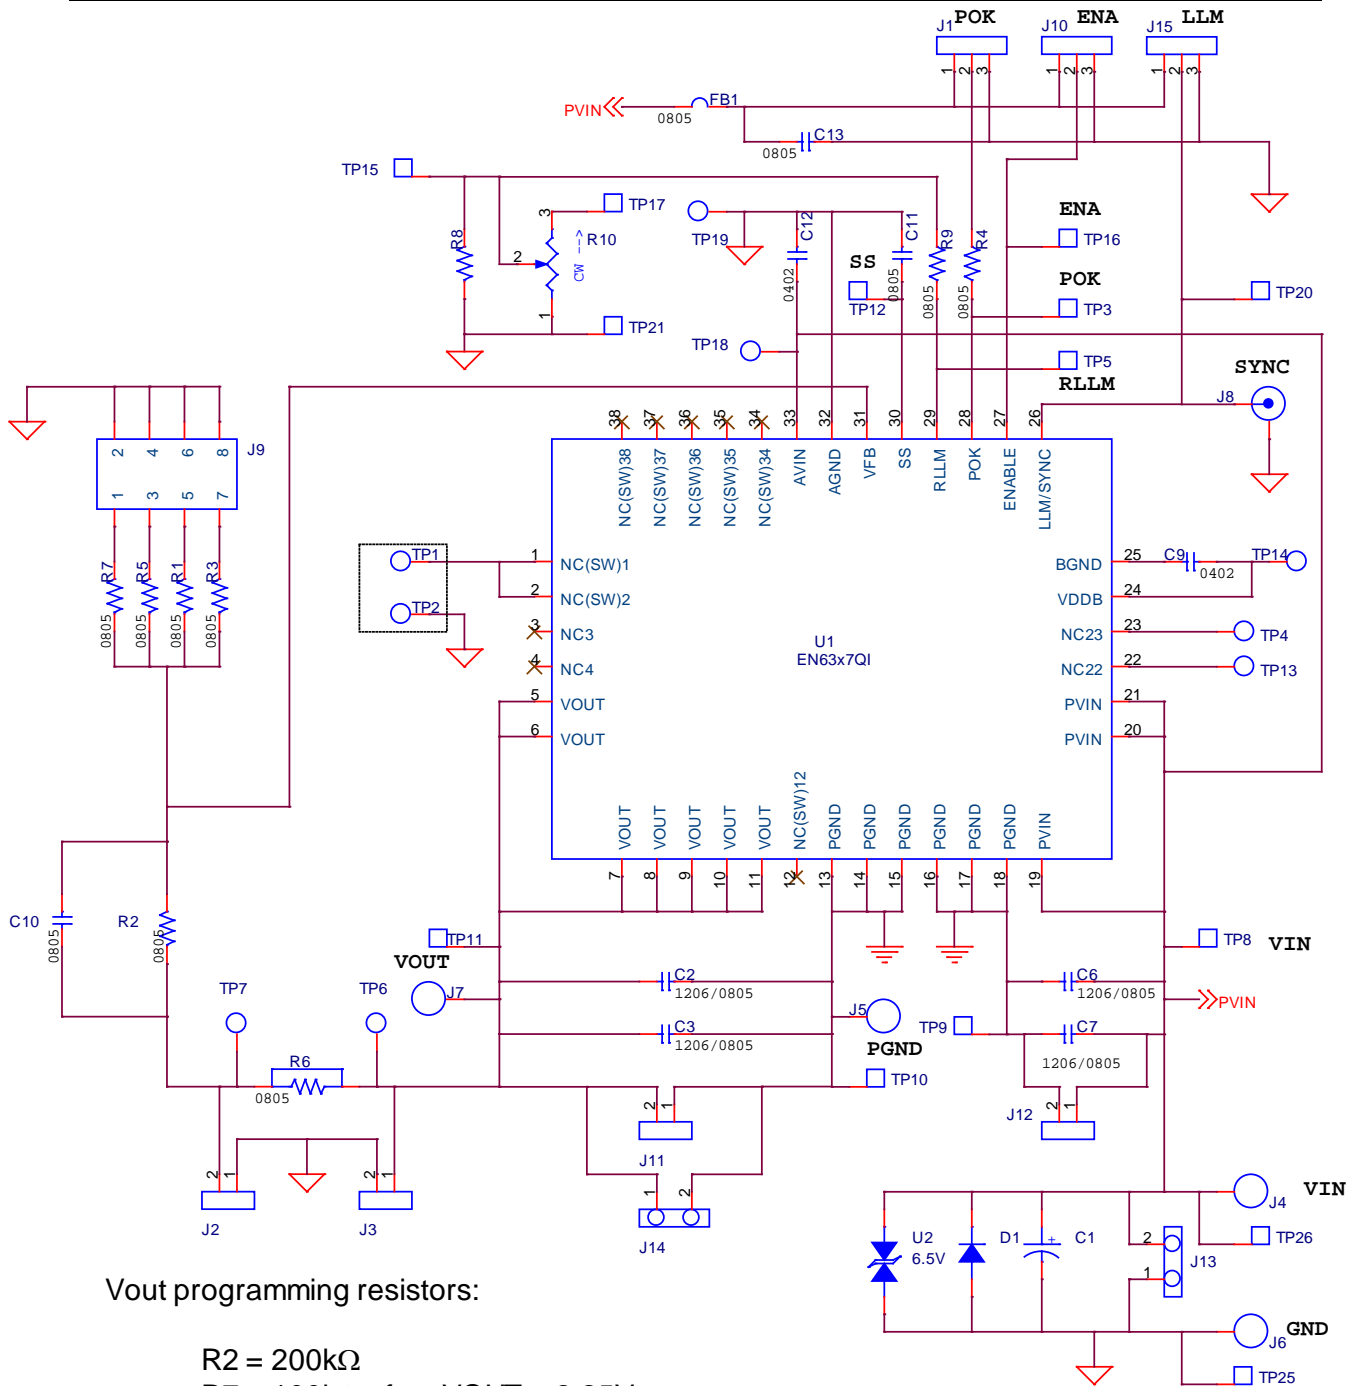 POK ENA LLM
J1 J10 J15
1 2 3 1 2 3 1 2 3
PVIN FB1
0805
C13
0805
TP15
TP17
3
R8 R10
CW -->
2
1
TP21
TP19
C12
0402
C11
0805
SS
TP12
R9
0805
R4
0805
ENA
TP16
POK
TP3
TP20
TP18
TP5
RLLM
SYNC
J8
38 37 36 35 34 33 32 31 30 29 28 27 26
NC(SW)38 NC(SW)37 NC(SW)36 NC(SW)35 NC(SW)34 AVIN AGND VFB SS RLLM POK ENABLE LLM/SYNC
2 4 6 8
J9
1 3 5 7
R7 R5 R1 R3
0805 0805 0805 0805
TP1
TP2
1 NC(SW)1
2 NC(SW)2
3 NC3
4 NC4
5 VOUT
6 VOUT
U1
EN63x7QI
BGND 25 C9 TP14
0402
VDDB 24
NC23 23 TP4
NC22 22 TP13
PVIN 21
PVIN 20
VOUT VOUT VOUT VOUT VOUT NC(SW)12 PGND PGND PGND PGND PGND PGND PVIN
7 8 9 10 11 12 13 14 15 16 17 18 19
C10
0805
R2
0805
TP11
VOUT
J7
TP8 VIN
C2
1206/0805
C6
1206/0805
PVIN
TP7 TP6
C3
1206/0805
J5
PGND
TP9 C7
1206/0805
R6
0805
TP10
2 1
J11
2 1
J12
2 1
J2
2 1
J3
1 2
J14
VIN
J4
TP26
U2
6.5V
D1 C1
+
2
1
J13
GND
J6
TP25
Vout programming resistors:
R2 = 200kΩ